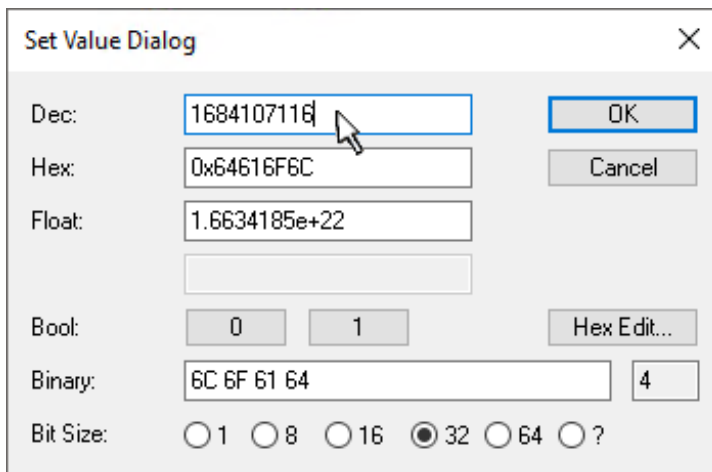 Set Value Dialog
Dec: 1684107116 OK
Hex: 0x64616F6C Cancel
Float: 1.6634185e+22
Bool: 0 1 Hex Edit...
Binary: 6C 6F 61 64 4
Bit Size: 1 8 16 32 64 ?